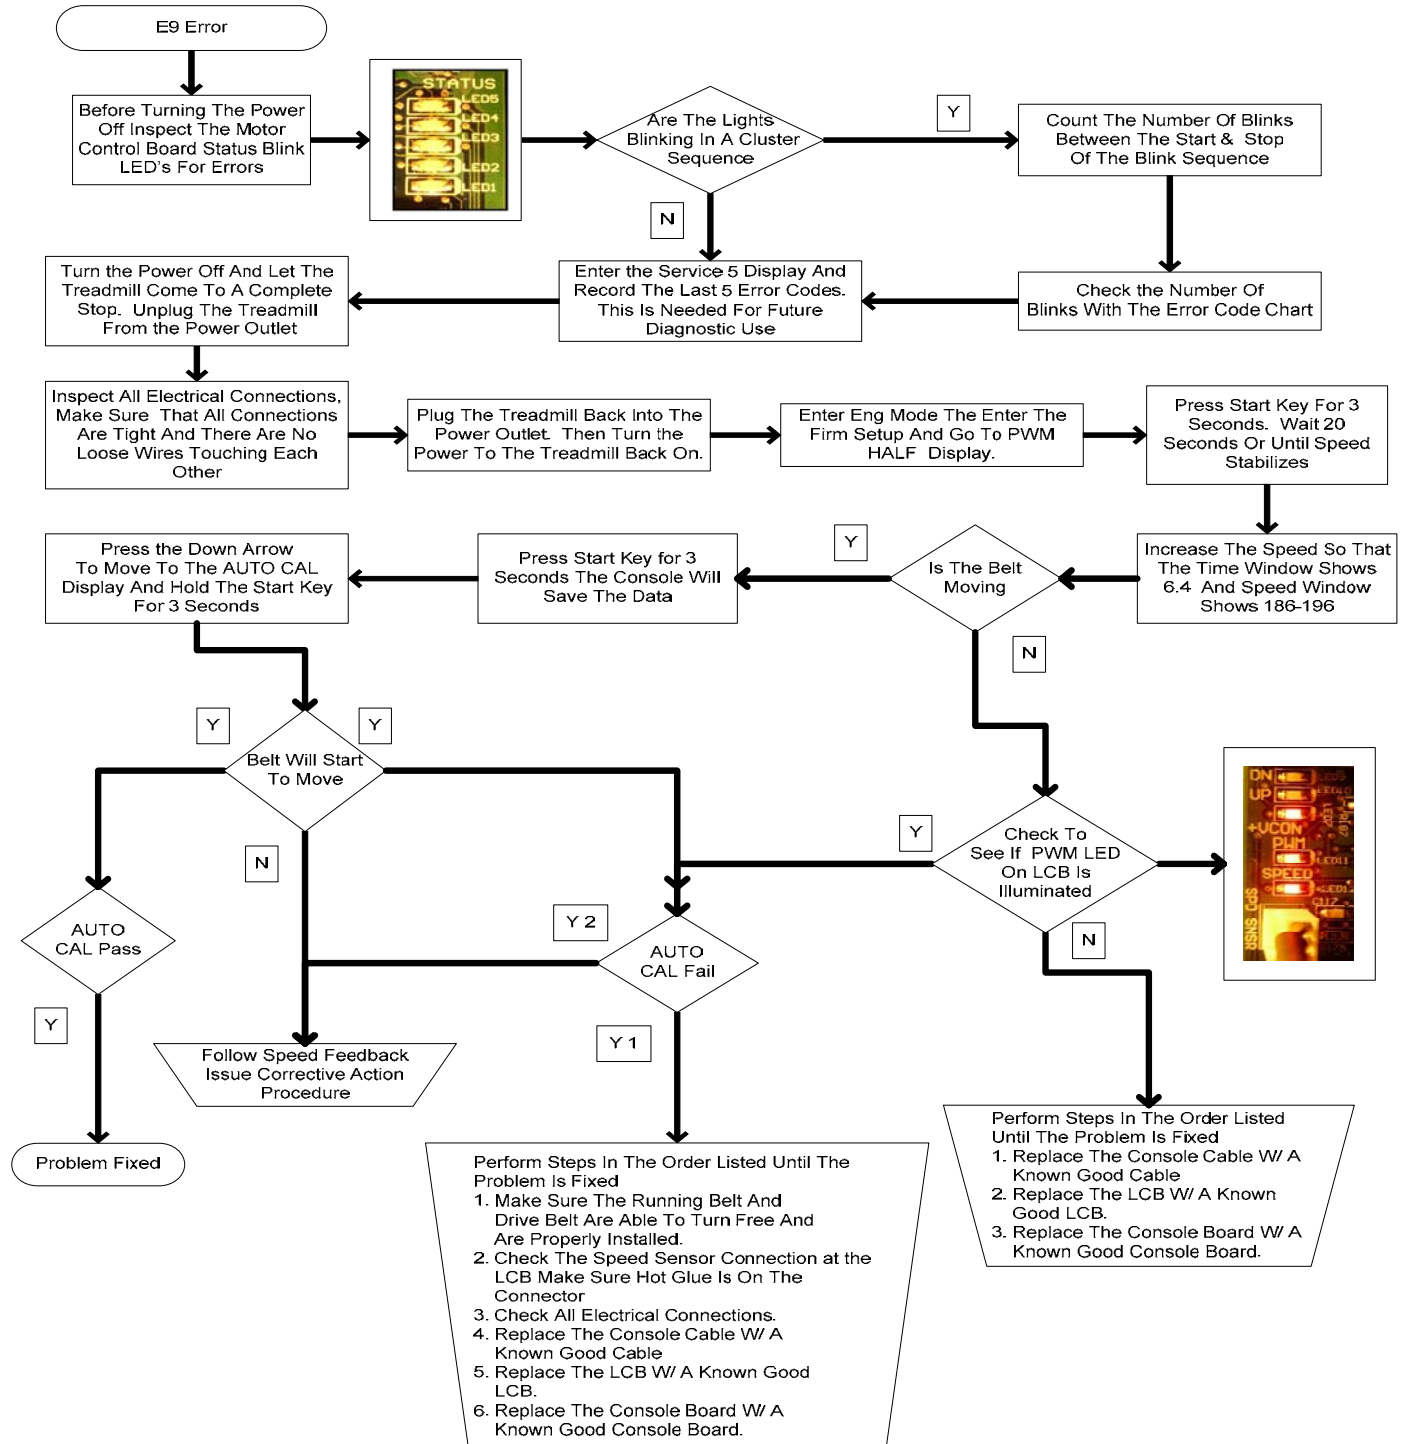 E9 Error
Before Turning The Power
Off Inspect The Motor
Control Board Status Blink
LED's For Errors
STATUS
LED5
LED4
LED3
LED2
LED1
Are The Lights
Blinking In A Cluster
Sequence
Y
Count The Number Of Blinks
Between The Start & Stop
Of The Blink Sequence
N
Turn the Power Off And Let The
Treadmill Come To A Complete
Stop. Unplug The Treadmill
From the Power Outlet
Enter the Service 5 Display And
Record The Last 5 Error Codes.
This Is Needed For Future
Diagnostic Use
Check the Number Of
Blinks With The Error Code Chart
Inspect All Electrical Connections,
Make Sure That All Connections
Are Tight And There Are No
Loose Wires Touching Each
Other
Plug The Treadmill Back Into The
Power Outlet. Then Turn the
Power To The Treadmill Back On.
Enter Eng Mode The Enter The
Firm Setup And Go To PWM
HALF Display.
Press Start Key For 3
Seconds. Wait 20
Seconds Or Until Speed
Stabilizes
Press the Down Arrow
To Move To The AUTO CAL
Display And Hold The Start Key
For 3 Seconds
Press Start Key for 3
Seconds The Console Will
Save The Data
Y
Is The Belt
Moving
Increase The Speed So That
The Time Window Shows
6.4 And Speed Window
Shows 186-196
N
Y
Y
Belt Will Start
To Move
N
Y
Check To
See If PWM LED
On LCB Is
Illuminated
DN
LED9
UP
LED10
+VCON
PWM
LED11
SPEED
LED1
C117
SPD SNSR
N
AUTO
CAL Pass
Y 2
AUTO
CAL Fail
Y
Y 1
Follow Speed Feedback
Issue Corrective Action
Procedure
Problem Fixed
Perform Steps In The Order Listed Until The
Problem Is Fixed
1. Make Sure The Running Belt And
Drive Belt Are Able To Turn Free And
Are Properly Installed.
2. Check The Speed Sensor Connection at the
LCB Make Sure Hot Glue Is On The
Connector
3. Check All Electrical Connections.
4. Replace The Console Cable W/ A
Known Good Cable
5. Replace The LCB W/ A Known Good
LCB.
6. Replace The Console Board W/ A
Known Good Console Board.
Perform Steps In The Order Listed
Until The Problem Is Fixed
1. Replace The Console Cable W/ A
Known Good Cable
2. Replace The LCB W/ A Known
Good LCB.
3. Replace The Console Board W/ A
Known Good Console Board.